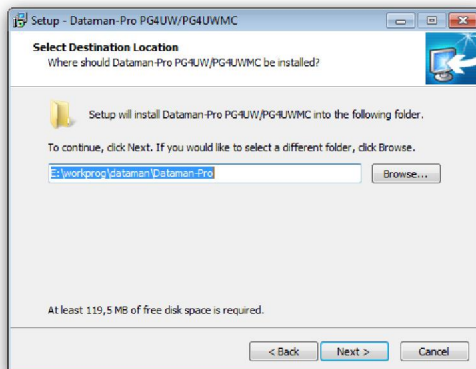 Setup - Dataman-Pro PG4UW/PG4UWMC
Select Destination Location
Where should Dataman-Pro PG4UW/PG4UWMC be installed?
Setup will install Dataman-Pro PG4UW/PG4UWMC into the following folder.
To continue, click Next. If you would like to select a different folder, click Browse.
E:\workprog\dataman\Dataman-Pro
Browse...
At least 119,5 MB of free disk space is required.
< Back
Next >
Cancel